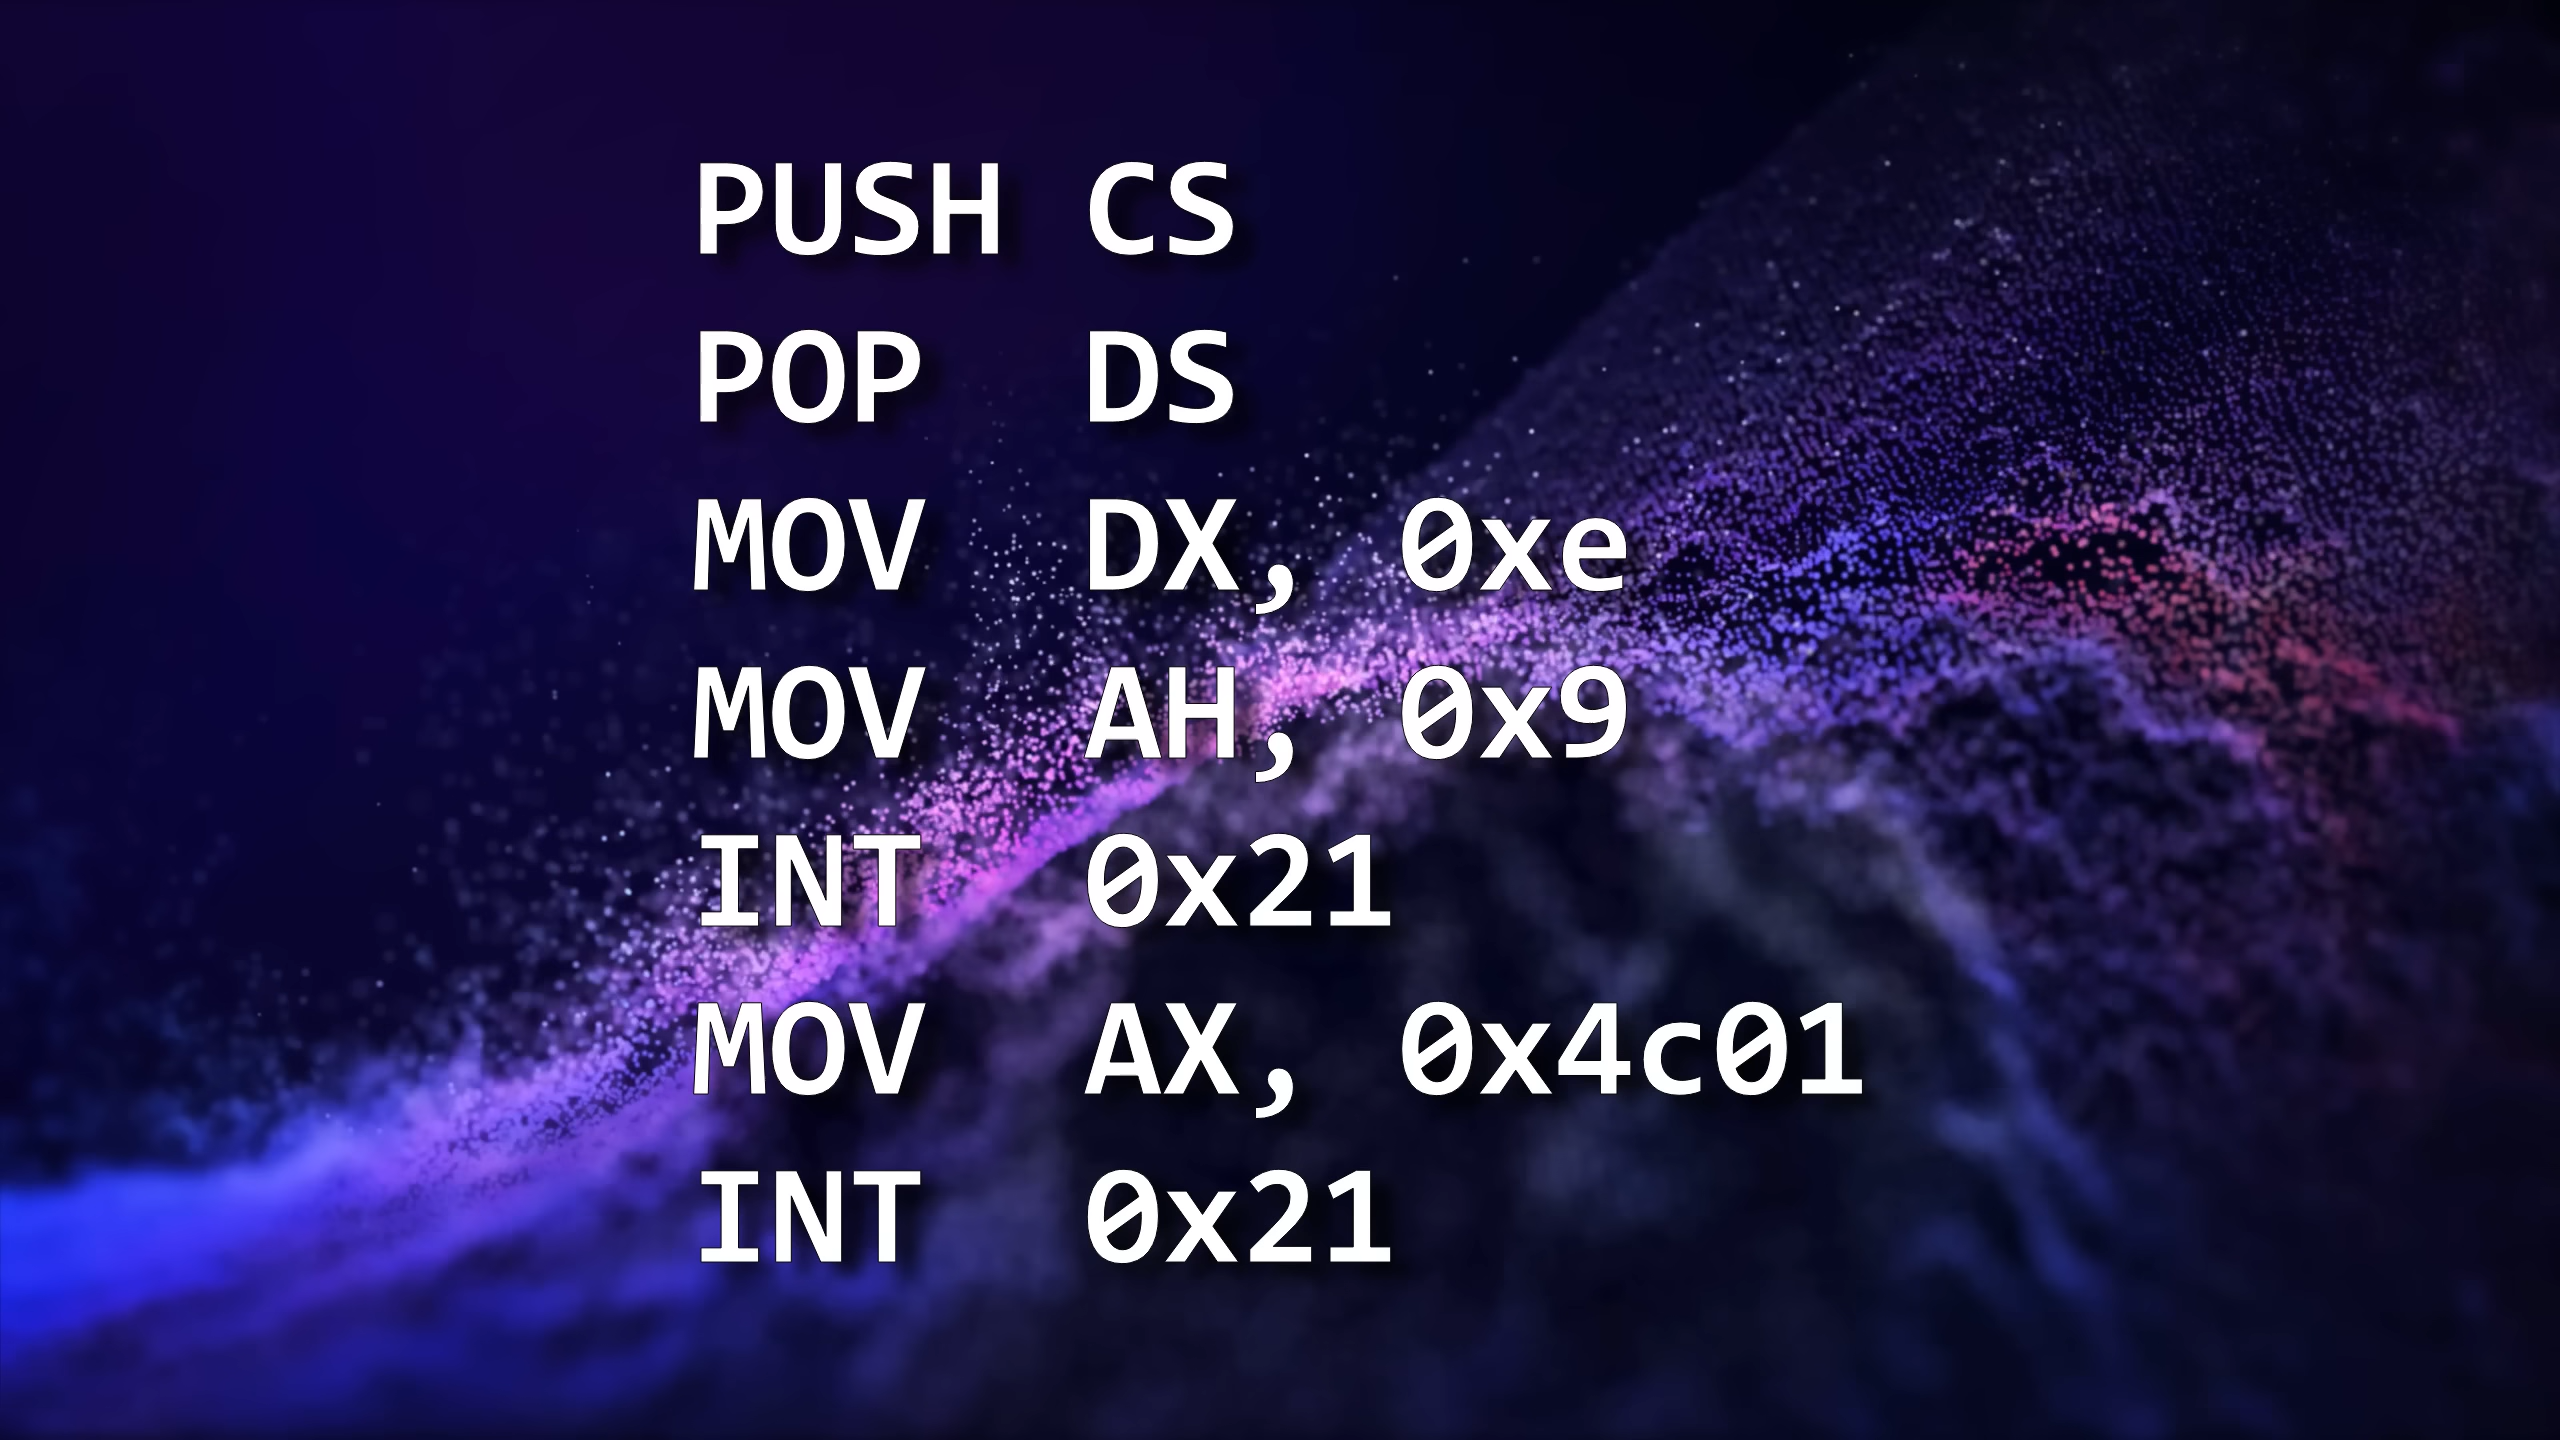 PUSH CS
POP DS
MOV DX, 0xe
MOV AH, 0x9
INT 0x21
MOV AX, 0x4c01
INT 0x21